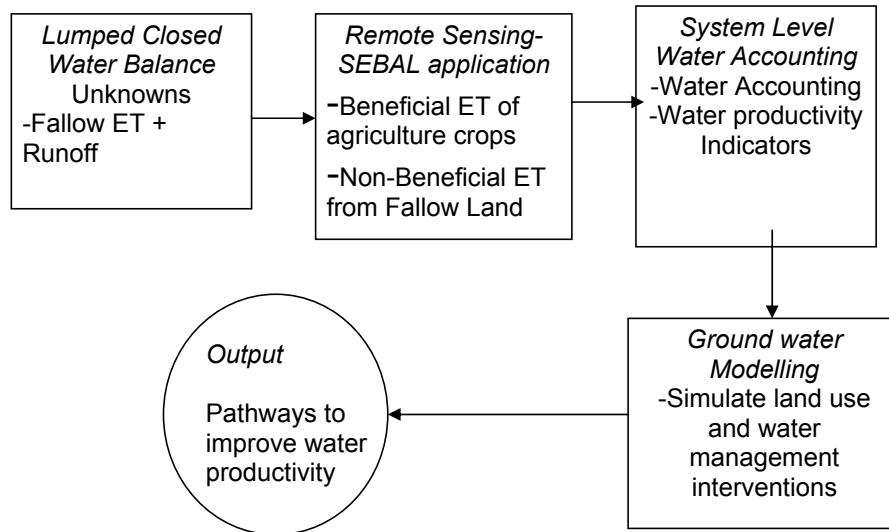 Lumped Closed
Water Balance
Unknowns
-Fallow ET +
Runoff
Remote Sensing-
SEBAL application
-Beneficial ET of
agriculture crops
-Non-Beneficial ET
from Fallow Land
System Level
Water Accounting
-Water Accounting
-Water productivity
Indicators
Ground water
Modelling
-Simulate land use
and water
management
interventions
Output
Pathways to
improve water
productivity